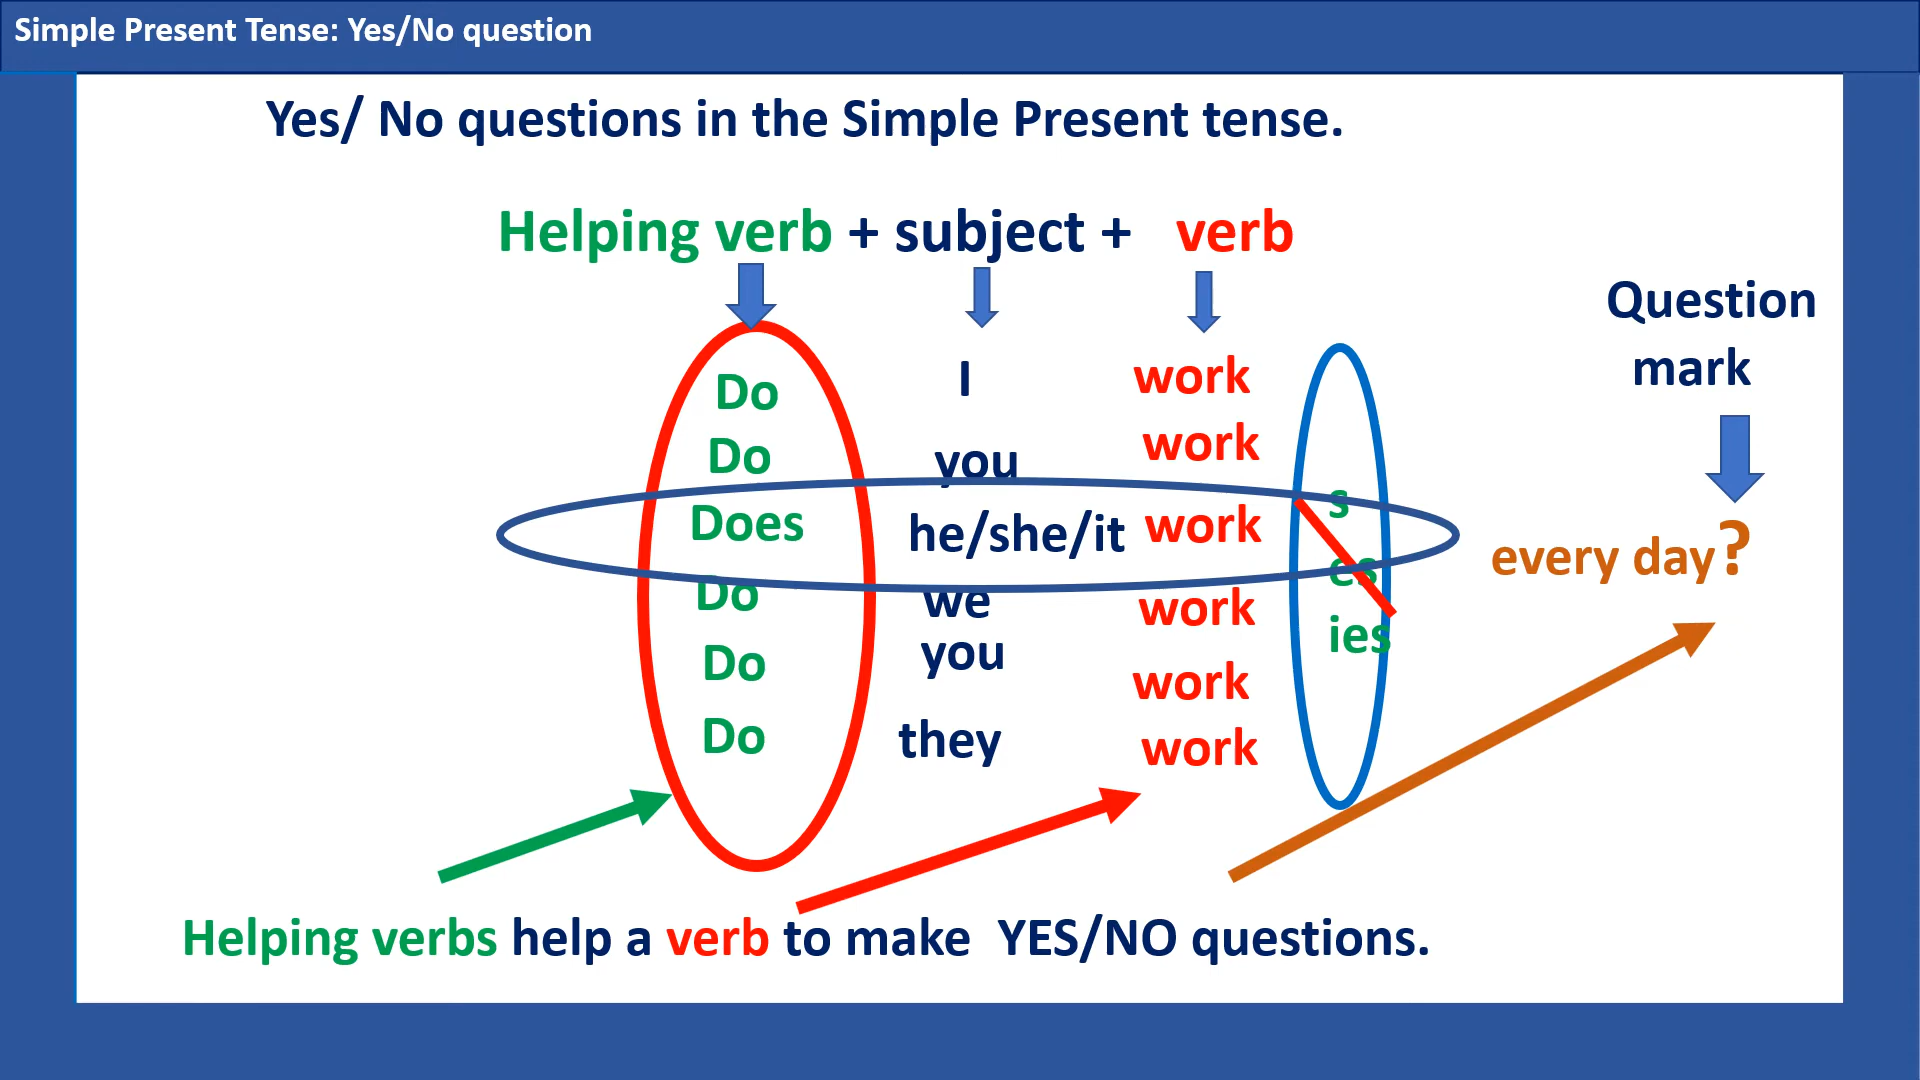 Simple Present Tense: Yes/No question
Yes/ No questions in the Simple Present tense.
Helping verb + subject + verb
Question
mark
Do I work
Do you work
Does he/she/it work s
es
every day?
Do we work
ies
Do you work
Do they work
Helping verbs help a verb to make YES/NO questions.